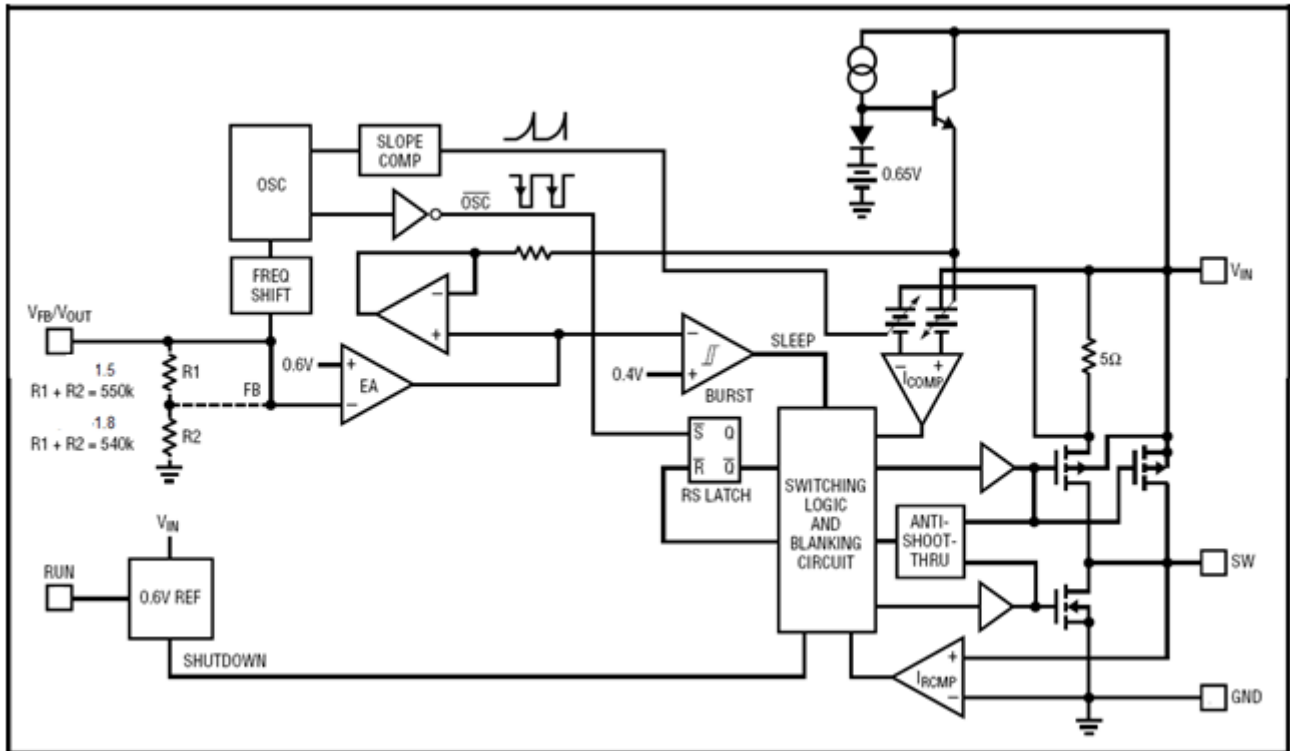 0.65V
OSC
SLOPE
COMP
OSC
FREQ
SHIFT
VFB/VOUT
R1
1.5
R1 + R2 = 550k
FB
1.8
R1 + R2 = 540k
R2
0.6V
+
EA
−
−
+
−
0.4V
+
BURST
SLEEP
−
+
ICOMP
5Ω
VIN
S Q
R Q
RS LATCH
SWITCHING
LOGIC
AND
BLANKING
CIRCUIT
ANTI-
SHOOT-
THRU
SW
VIN
RUN
0.6V REF
SHUTDOWN
+
IRCMP
−
GND